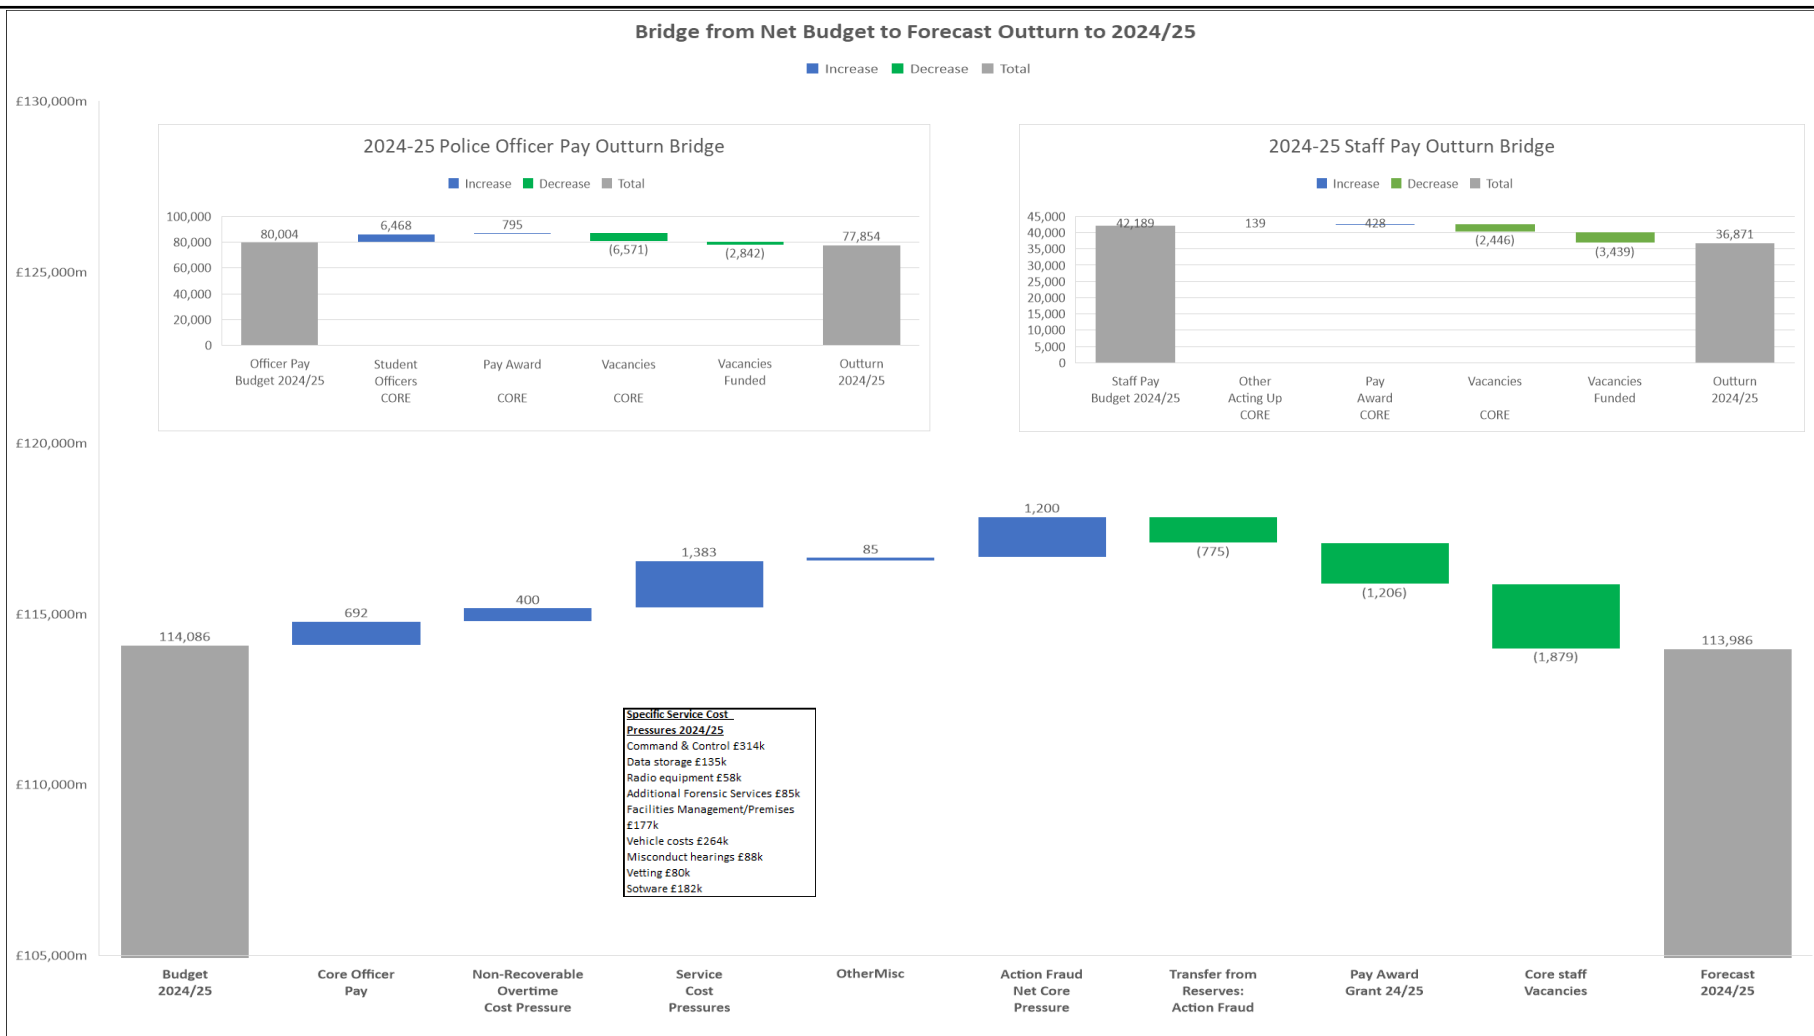 Bridge from Net Budget to Forecast Outturn to 2024/25
Increase Decrease Total
£130,000m
£125,000m
£120,000m
£115,000m
£110,000m
£105,000m
2024-25 Police Officer Pay Outturn Bridge
Increase Decrease Total
100,000
80,000
60,000
40,000
20,000
0
80,004
6,468
795
(6,571)
(2,842)
77,854
Officer Pay
Budget 2024/25
Student
Officers
CORE
Pay Award
CORE
Vacancies
CORE
Vacancies
Funded
Outturn
2024/25
2024-25 Staff Pay Outturn Bridge
Increase Decrease Total
45,000
40,000
35,000
30,000
25,000
20,000
15,000
10,000
5,000
0
42,189
139
428
(2,446)
(3,439)
36,871
Staff Pay
Budget 2024/25
Other
Acting Up
CORE
Pay
Award
CORE
Vacancies
CORE
Vacancies
Funded
Outturn
2024/25
114,086
692
400
1,383
85
1,200
(775)
(1,206)
(1,879)
113,986
Specific Service Cost
Pressures 2024/25
Command & Control £314k
Data storage £135k
Radio equipment £58k
Additional Forensic Services £85k
Facilities Management/Premises
£177k
Vehicle costs £264k
Misconduct hearings £88k
Vetting £80k
Sotware £182k
Budget
2024/25
Core Officer
Pay
Non-Recoverable
Overtime
Cost Pressure
Service
Cost
Pressures
OtherMisc
Action Fraud
Net Core
Pressure
Transfer from
Reserves:
Action Fraud
Pay Award
Grant 24/25
Core staff
Vacancies
Forecast
2024/25